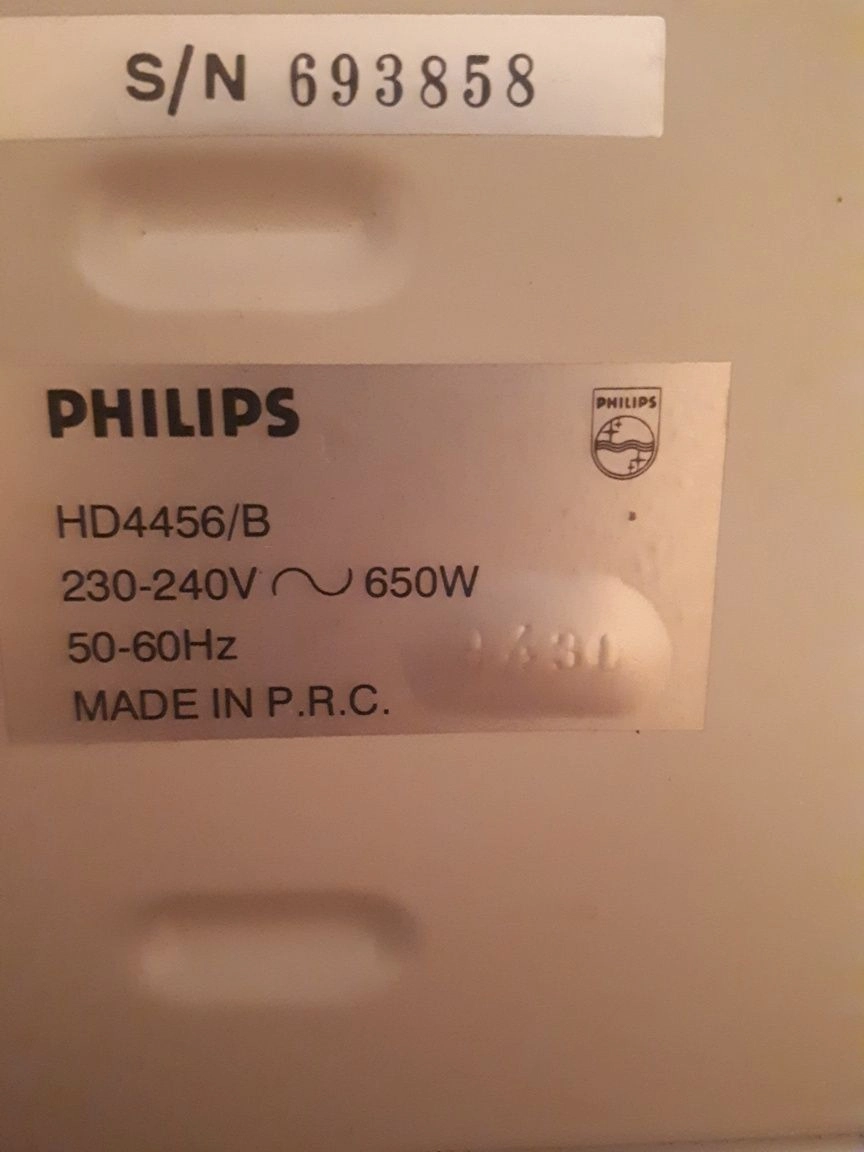 S/N 693858
PHILIPS
PHILIPS
HD4456/B
230-240V ~ 650W
50-60Hz
MADE IN P.R.C.